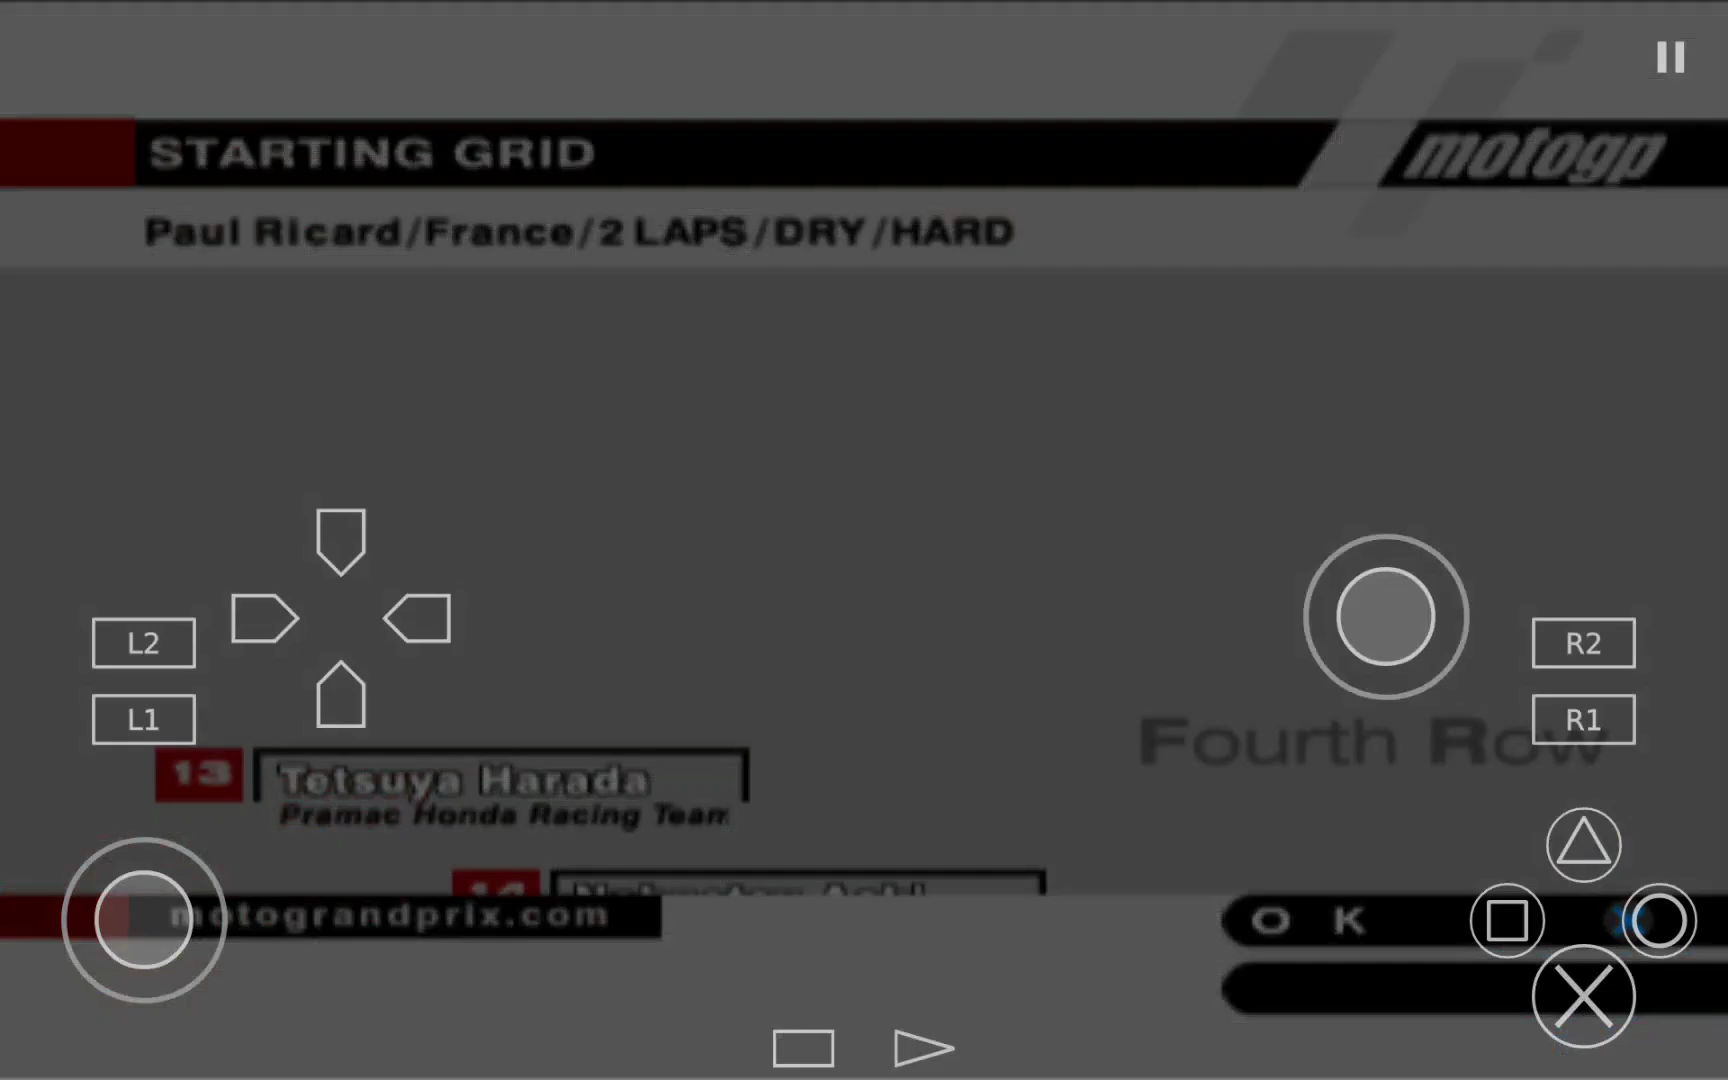 STARTING GRID
motogp
Paul Ricard/France/2 LAPS/DRY/HARD
L2
L1
R2
R1
Fourth Row
13 Tetsuya Harada
Pramac Honda Racing Team
14
motograndprix.com
O K